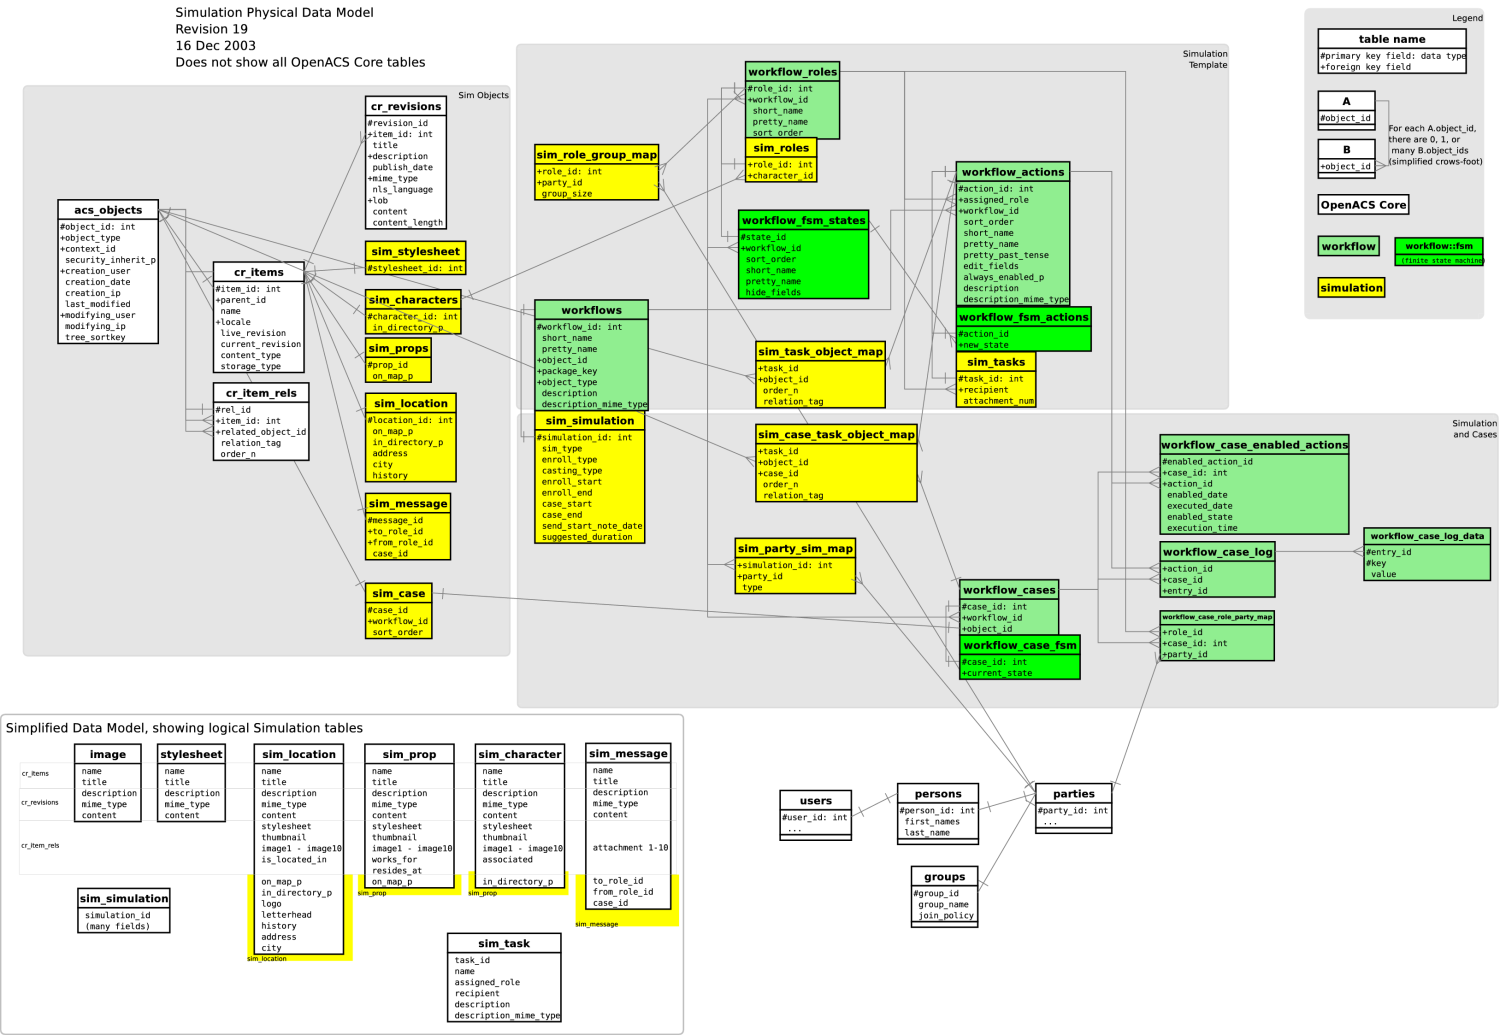 Simulation Physical Data Model
Revision 19
16 Dec 2003
Does not show all OpenACS Core tables
Sim Objects
acs_objects
#object_id: int
+object_type
+context_id
security_inherit_p
+creation_user
creation_date
creation_ip
last_modified
+modifying_user
modifying_ip
tree_sortkey
cr_items
#item_id: int
+parent_id
name
+locale
live_revision
current_revision
content_type
storage_type
cr_item_rels
#rel_id
+item_id: int
+related_object_id
relation_tag
order_n
cr_revisions
#revision_id
+item_id: int
title
+description
publish_date
+mime_type
nls_language
+lob
content
content_length
sim_stylesheet
#stylesheet_id: int
sim_characters
#character_id: int
in_directory_p
sim_props
#prop_id
on_map_p
sim_location
#location_id: int
on_map_p
in_directory_p
address
city
history
sim_message
#message_id
+to_role_id
+from_role_id
case_id
sim_case
#case_id
+workflow_id
sort_order
Simulation
Template
sim_role_group_map
+role_id: int
+party_id
group_size
workflow_roles
#role_id: int
+workflow_id
short_name
pretty_name
sort_order
sim_roles
+role_id: int
+character_id
workflow_fsm_states
#state_id
+workflow_id
sort_order
short_name
pretty_name
hide_fields
workflows
#workflow_id: int
short_name
pretty_name
+object_id
+package_key
+object_type
description
description_mime_type
sim_simulation
#simulation_id: int
sim_type
enroll_type
casting_type
enroll_start
enroll_end
case_start
case_end
send_start_note_date
suggested_duration
sim_task_object_map
+task_id
+object_id
order_n
relation_tag
workflow_actions
#action_id: int
+assigned_role
+workflow_id
sort_order
short_name
pretty_name
pretty_past_tense
edit_fields
always_enabled_p
description
description_mime_type
workflow_fsm_actions
#action_id
+new_state
sim_tasks
#task_id: int
+recipient
attachment_num
Simulation
and Cases
sim_case_task_object_map
+task_id
+object_id
+case_id
order_n
relation_tag
sim_party_sim_map
+simulation_id: int
+party_id
type
workflow_cases
#case_id: int
+workflow_id
+object_id
workflow_case_fsm
#case_id: int
+current_state
workflow_case_enabled_actions
#enabled_action_id
+case_id: int
+action_id
enabled_date
executed_date
enabled_state
execution_time
workflow_case_log
+action_id
+case_id
+entry_id
workflow_case_log_data
#entry_id
#key
value
workflow_case_role_party_map
+role_id
+case_id: int
+party_id
Legend
table name
#primary key field: data type
+foreign key field
A
#object_id
B
+object_id
For each A.object_id,
there are 0, 1, or
many B.object_ids
(simplified crows-foot)
OpenACS Core
workflow
workflow::fsm
(finite state machine)
simulation
users
#user_id: int
...
persons
#person_id: int
first_names
last_name
parties
#party_id: int
...
groups
#group_id
group_name
join_policy
Simplified Data Model, showing logical Simulation tables
cr_items
cr_revisions
cr_item_rels
image
name
title
description
mime_type
content
stylesheet
name
title
description
mime_type
content
sim_location
name
title
description
mime_type
content
stylesheet
thumbnail
image1 - image10
is_located_in
on_map_p
in_directory_p
logo
letterhead
history
address
city
sim_location
sim_prop
name
title
description
mime_type
content
stylesheet
thumbnail
image1 - image10
works_for
resides_at
on_map_p
sim_prop
sim_character
name
title
description
mime_type
content
stylesheet
thumbnail
image1 - image10
associated
in_directory_p
sim_prop
sim_message
name
title
description
mime_type
content
attachment 1-10
to_role_id
from_role_id
case_id
sim_message
sim_simulation
simulation_id
(many fields)
sim_task
task_id
name
assigned_role
recipient
description
description_mime_type